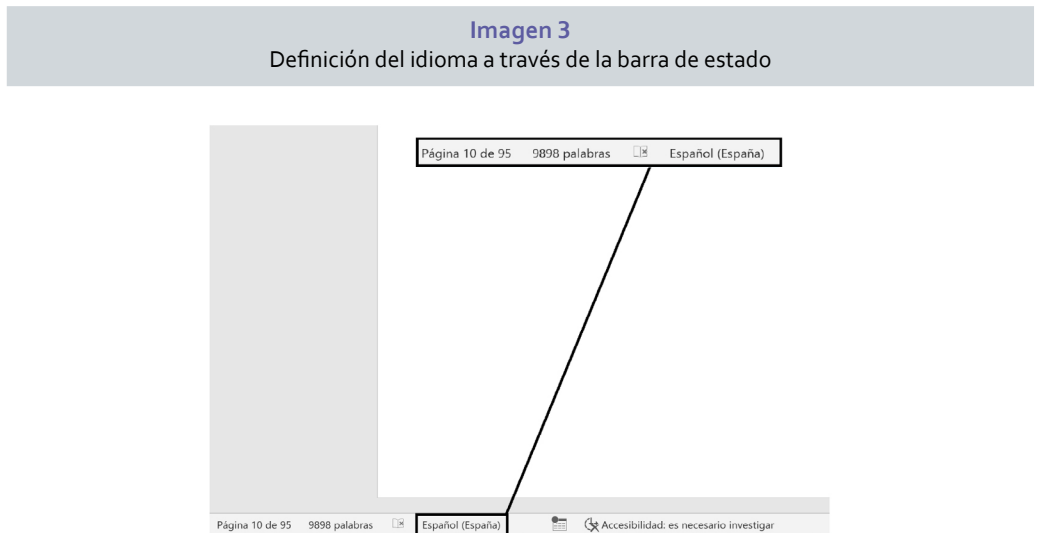 Imagen 3
Definición del idioma a través de la barra de estado
Página 10 de 95 9898 palabras Español (España)
Página 10 de 95 9898 palabras Español (España) Accesibilidad: es necesario investigar